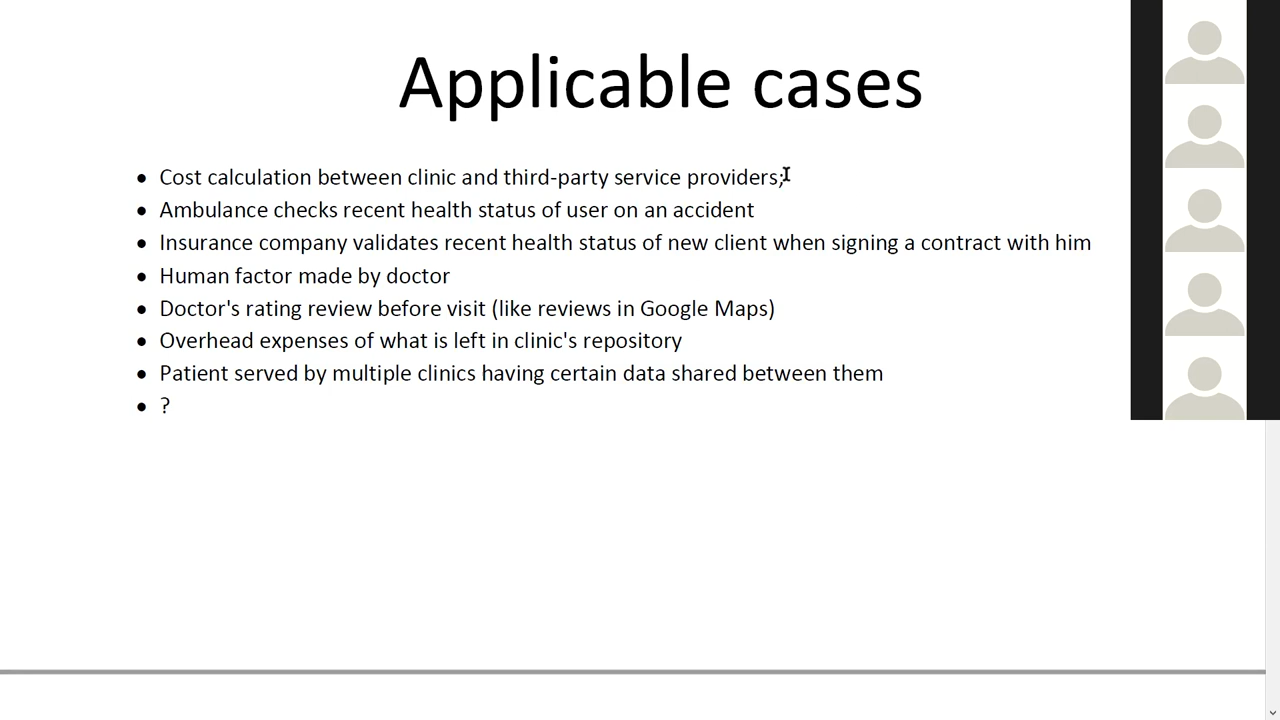 Applicable cases
• Cost calculation between clinic and third-party service providers;
• Ambulance checks recent health status of user on an accident
• Insurance company validates recent health status of new client when signing a contract with him
• Human factor made by doctor
• Doctor's rating review before visit (like reviews in Google Maps)
• Overhead expenses of what is left in clinic's repository
• Patient served by multiple clinics having certain data shared between them
• ?